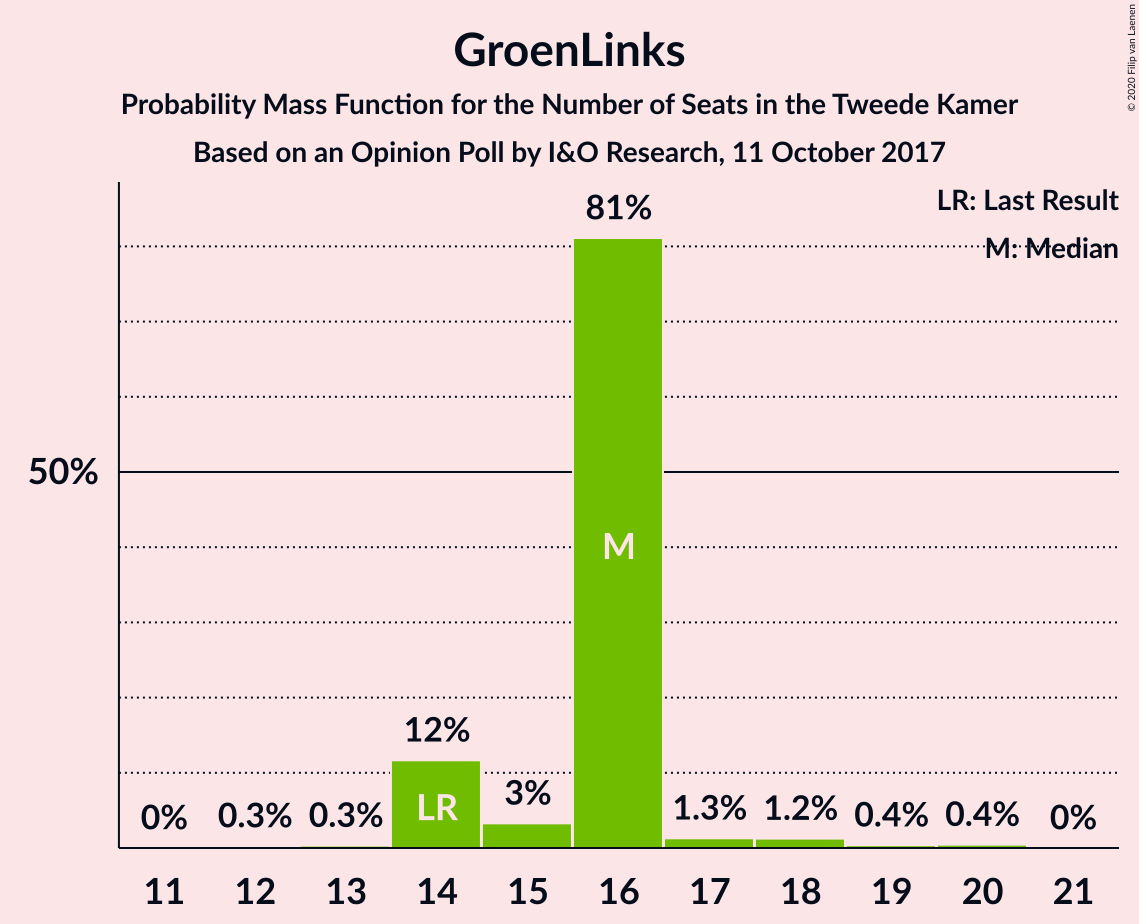 GroenLinks
Probability Mass Function for the Number of Seats in the Tweede Kamer
Based on an Opinion Poll by I&O Research, 11 October 2017
© 2020 Filip van Laenen
LR: Last Result
M: Median
81%
50%
M
12%
LR
0%
0.3%
0.3%
3%
1.3%
1.2%
0.4%
0.4%
0%
11 12 13 14 15 16 17 18 19 20 21